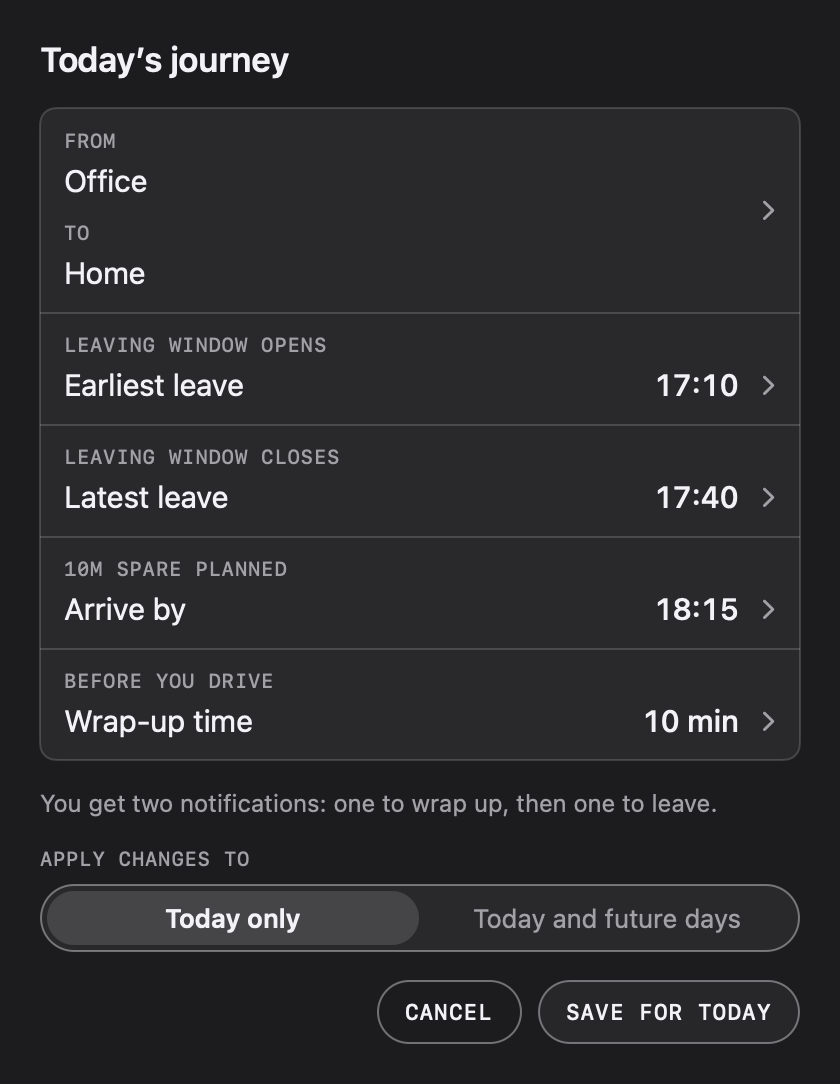 Today’s journey
FROM
Office
TO
Home
LEAVING WINDOW OPENS
Earliest leave 17:10
LEAVING WINDOW CLOSES
Latest leave 17:40
10M SPARE PLANNED
Arrive by 18:15
BEFORE YOU DRIVE
Wrap-up time 10 min
You get two notifications: one to wrap up, then one to leave.
APPLY CHANGES TO
Today only Today and future days
CANCEL SAVE FOR TODAY